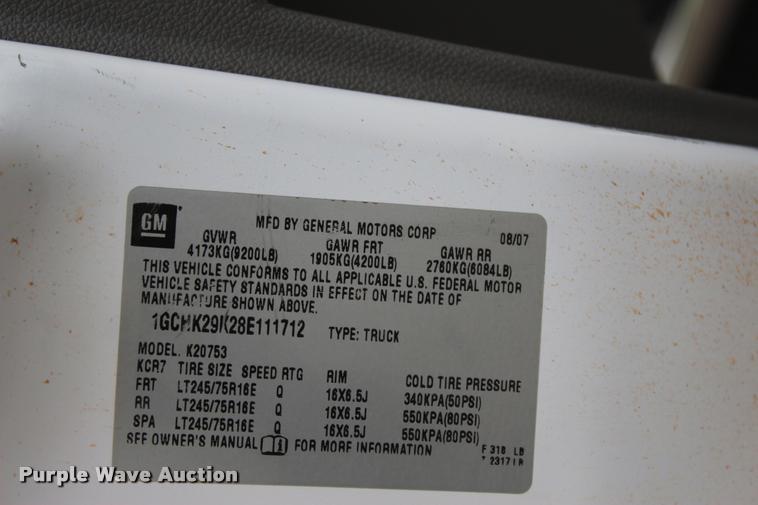 GM
MFD BY GENERAL MOTORS CORP 08/07
GVWR GAWR FRT GAWR RR
4173KG(9200LB) 1905KG(4200LB) 2760KG(6084LB)
THIS VEHICLE CONFORMS TO ALL APPLICABLE U.S. FEDERAL MOTOR
VEHICLE SAFETY STANDARDS IN EFFECT ON THE DATE OF
MANUFACTURE SHOWN ABOVE.
1GCHK29K28E111712 TYPE: TRUCK
MODEL: K20753
KCR7 TIRE SIZE SPEED RTG RIM COLD TIRE PRESSURE
FRT LT245/75R16E Q 16X6.5J 340KPA(50PSI)
RR LT245/75R16E Q 16X6.5J 550KPA(80PSI)
SPA LT245/75R16E Q 16X6.5J 550KPA(80PSI)
SEE OWNER'S MANUAL FOR MORE INFORMATION
F 318 LB
T 2317 LB
Purple Wave Auction